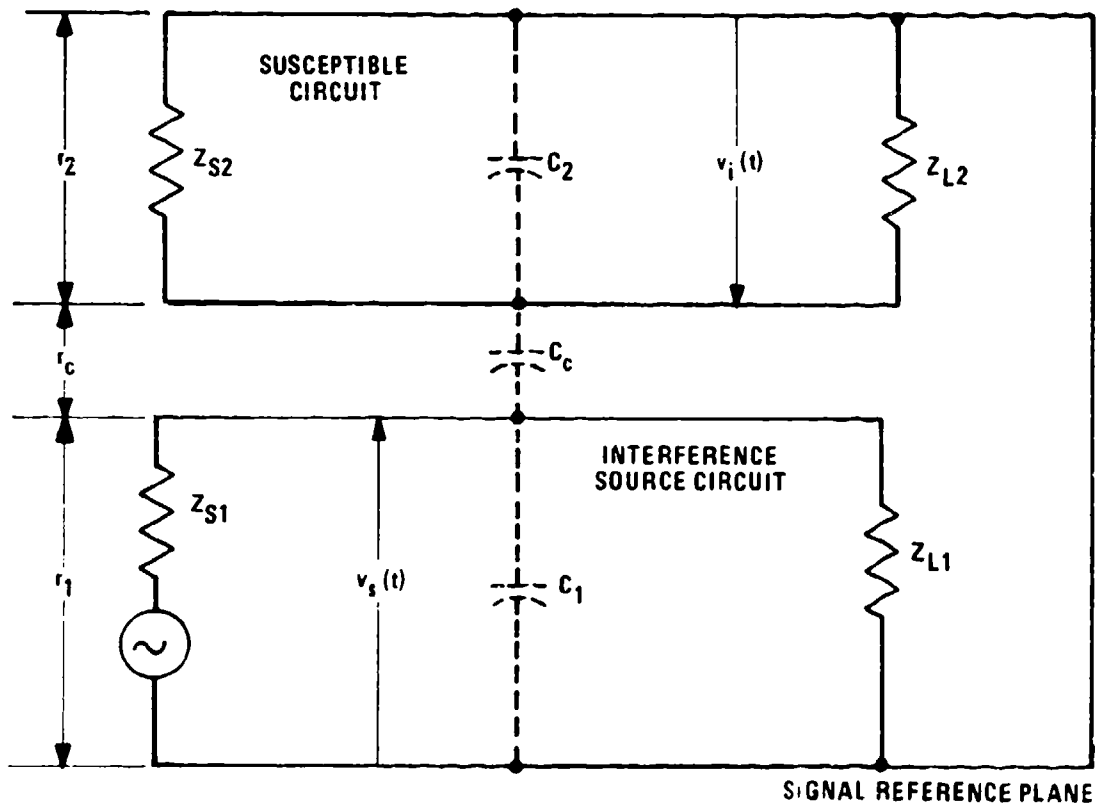 SUSCEPTIBLE
CIRCUIT
r2
ZS2
C2
vi(t)
ZL2
rc
Cc
INTERFERENCE
SOURCE CIRCUIT
r1
ZS1
vs(t)
C1
ZL1
SIGNAL REFERENCE PLANE